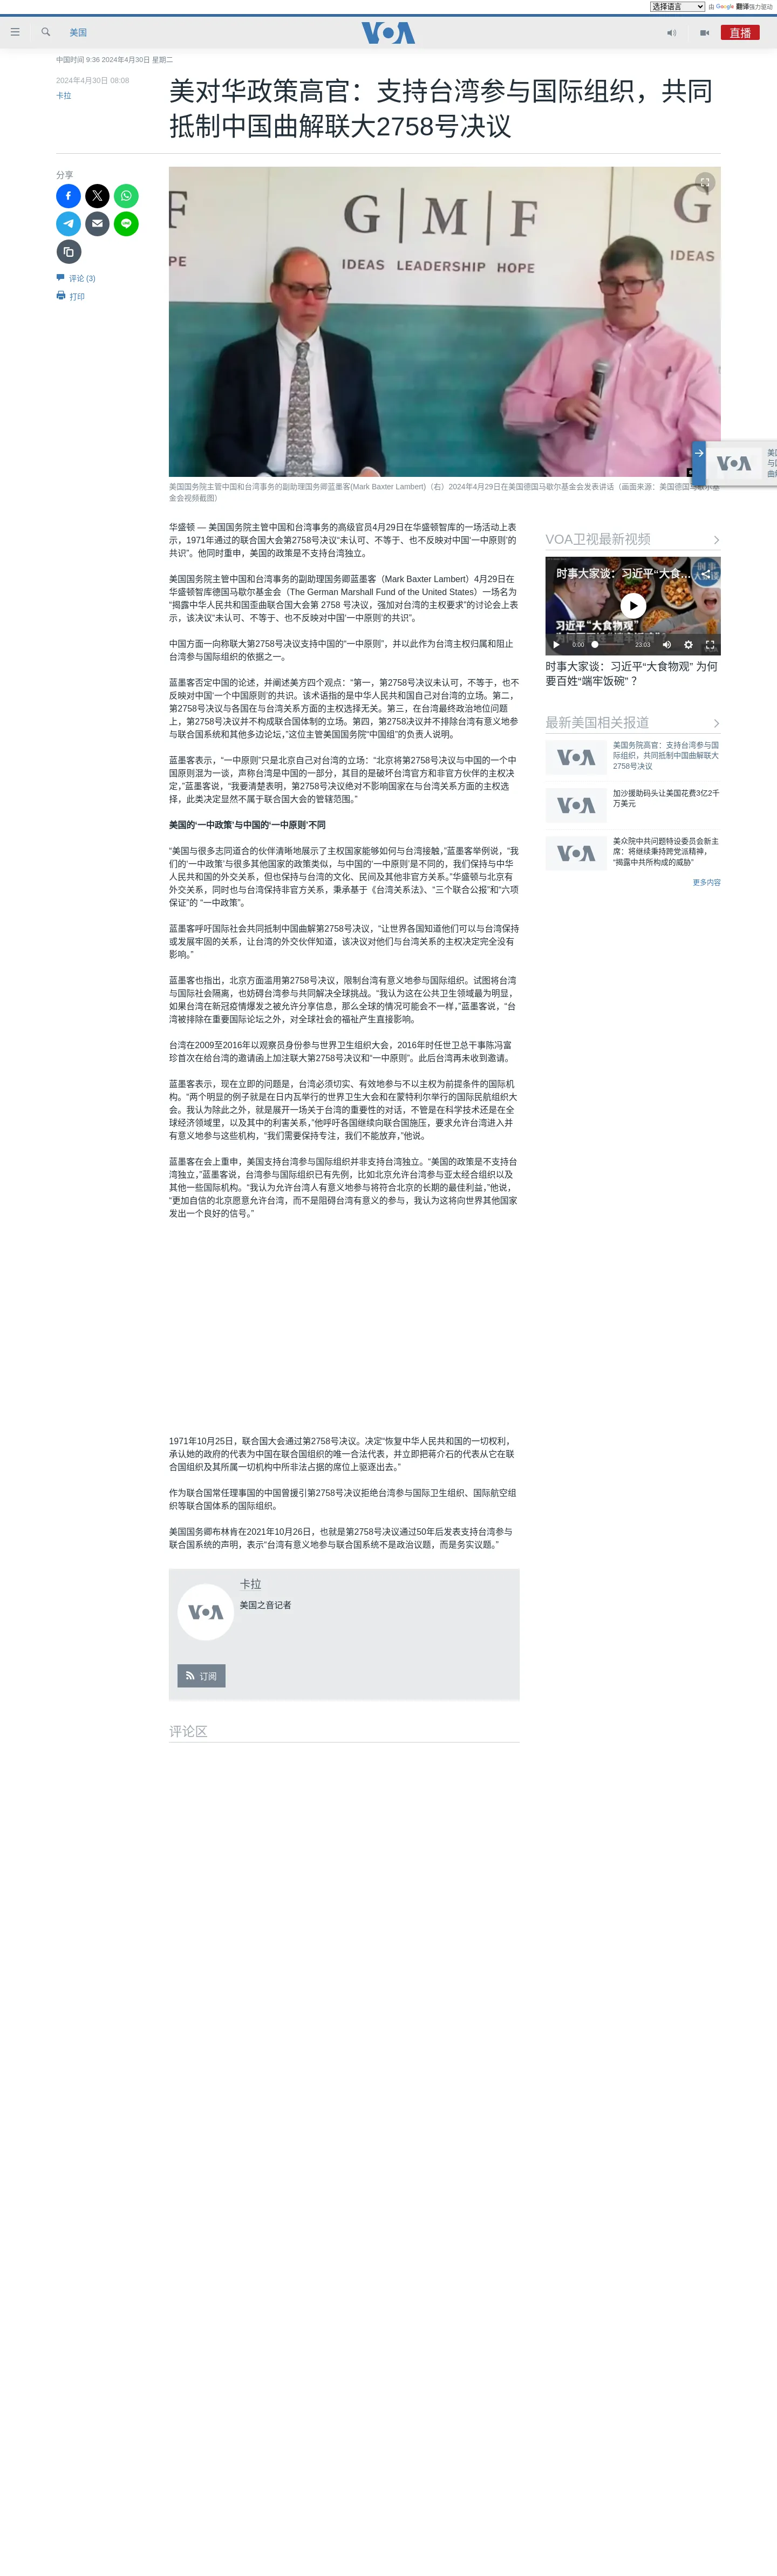 选择语言
由 Google 翻译强力驱动
美国
VOA
直播
中国时间 9:36 2024年4月30日 星期二
2024年4月30日 08:08
卡拉
美对华政策高官：支持台湾参与国际组织，共同
抵制中国曲解联大2758号决议
分享
评论 (3)
打印
F
G|M|F
G
IDEAS LEADERSHIP HOPE
IDEAS
美国国务院主管中国和台湾事务的副助理国务卿蓝墨客(Mark Baxter Lambert)（右）2024年4月29日在美国德国马歇尔基金会发表讲话（画面来源：美国德国马歇尔基
金会视频截图）
华盛顿 — 美国国务院主管中国和台湾事务的高级官员4月29日在华盛顿智库的一场活动上表
示，1971年通过的联合国大会第2758号决议“未认可、不等于、也不反映对中国‘一中原则’的
共识”。他同时重申，美国的政策是不支持台湾独立。
美国国务院主管中国和台湾事务的副助理国务卿蓝墨客（Mark Baxter Lambert）4月29日在
华盛顿智库德国马歇尔基金会（The German Marshall Fund of the United States）一场名为
“揭露中华人民共和国歪曲联合国大会第 2758 号决议，强加对台湾的主权要求”的讨论会上表
示，该决议“未认可、不等于、也不反映对中国‘一中原则’的共识”。
中国方面一向称联大第2758号决议支持中国的“一中原则”，并以此作为台湾主权归属和阻止
台湾参与国际组织的依据之一。
蓝墨客否定中国的论述，并阐述美方四个观点：“第一，第2758号决议未认可，不等于，也不
反映对中国‘一个中国原则’的共识。该术语指的是中华人民共和国自己对台湾的立场。第二，
第2758号决议与各国在与台湾关系方面的主权选择无关。第三，在台湾最终政治地位问题
上，第2758号决议并不构成联合国体制的立场。第四，第2758决议并不排除台湾有意义地参
与联合国系统和其他多边论坛，”这位主管美国国务院“中国组”的负责人说明。
蓝墨客表示，“一中原则”只是北京自己对台湾的立场：“北京将第2758号决议与中国的一个中
国原则混为一谈，声称台湾是中国的一部分，其目的是破坏台湾官方和非官方伙伴的主权决
定，”蓝墨客说，“我要清楚表明，第2758号决议绝对不影响国家在与台湾关系方面的主权选
择，此类决定显然不属于联合国大会的管辖范围。”
美国的‘一中政策’与中国的‘一中原则’不同
“美国与很多志同道合的伙伴清晰地展示了主权国家能够如何与台湾接触，”蓝墨客举例说，“我
们的‘一中政策’与很多其他国家的政策类似，与中国的‘一中原则’是不同的，我们保持与中华
人民共和国的外交关系，但也保持与台湾的文化、民间及其他非官方关系。”华盛顿与北京有
外交关系，同时也与台湾保持非官方关系，秉承基于《台湾关系法》、“三个联合公报”和“六项
保证”的 “一中政策”。
蓝墨客呼吁国际社会共同抵制中国曲解第2758号决议，“让世界各国知道他们可以与台湾保持
或发展牢固的关系，让台湾的外交伙伴知道，该决议对他们与台湾关系的主权决定完全没有
影响。”
蓝墨客也指出，北京方面滥用第2758号决议，限制台湾有意义地参与国际组织。试图将台湾
与国际社会隔离，也妨碍台湾参与共同解决全球挑战。“我认为这在公共卫生领域最为明显，
如果台湾在新冠疫情爆发之被允许分享信息，那么全球的情况可能会不一样，”蓝墨客说，“台
湾被排除在重要国际论坛之外，对全球社会的福祉产生直接影响。
台湾在2009至2016年以观察员身份参与世界卫生组织大会，2016年时任世卫总干事陈冯富
珍首次在给台湾的邀请函上加注联大第2758号决议和“一中原则”。此后台湾再未收到邀请。
蓝墨客表示，现在立即的问题是，台湾必须切实、有效地参与不以主权为前提条件的国际机
构。“两个明显的例子就是在日内瓦举行的世界卫生大会和在蒙特利尔举行的国际民航组织大
会。我认为除此之外，就是展开一场关于台湾的重要性的对话，不管是在科学技术还是在全
球经济领域里，以及其中的利害关系，”他呼吁各国继续向联合国施压，要求允许台湾进入并
有意义地参与这些机构，“我们需要保持专注，我们不能放弃，”他说。
蓝墨客在会上重申，美国支持台湾参与国际组织并非支持台湾独立。“美国的政策是不支持台
湾独立，”蓝墨客说，台湾参与国际组织已有先例，比如北京允许台湾参与亚太经合组织以及
其他一些国际机构。“我认为允许台湾人有意义地参与将符合北京的长期的最佳利益，”他说，
“更加自信的北京愿意允许台湾，而不是阻碍台湾有意义的参与，我认为这将向世界其他国家
发出一个良好的信号。”
1971年10月25日，联合国大会通过第2758号决议。决定“恢复中华人民共和国的一切权利，
承认她的政府的代表为中国在联合国组织的唯一合法代表，并立即把蒋介石的代表从它在联
合国组织及其所属一切机构中所非法占据的席位上驱逐出去。”
作为联合国常任理事国的中国曾援引第2758号决议拒绝台湾参与国际卫生组织、国际航空组
织等联合国体系的国际组织。
美国国务卿布林肯在2021年10月26日，也就是第2758号决议通过50年后发表支持台湾参与
联合国系统的声明，表示“台湾有意义地参与联合国系统不是政治议题，而是务实议题。”
卡拉
美国之音记者
VOA
订阅
评论区
VOA卫视最新视频
时事大家谈：习近平“大食...
时事大家谈
习近平“大食物观”
0:00
23:03
时事大家谈：习近平“大食物观” 为何
要百姓“端牢饭碗”？
最新美国相关报道
VOA
美国务院高官：支持台湾参与国
际组织，共同抵制中国曲解联大
2758号决议
VOA
加沙援助码头让美国花费3亿2千
万美元
VOA
美众院中共问题特设委员会新主
席：将继续秉持跨党派精神，
“揭露中共所构成的威胁”
更多内容
VOA